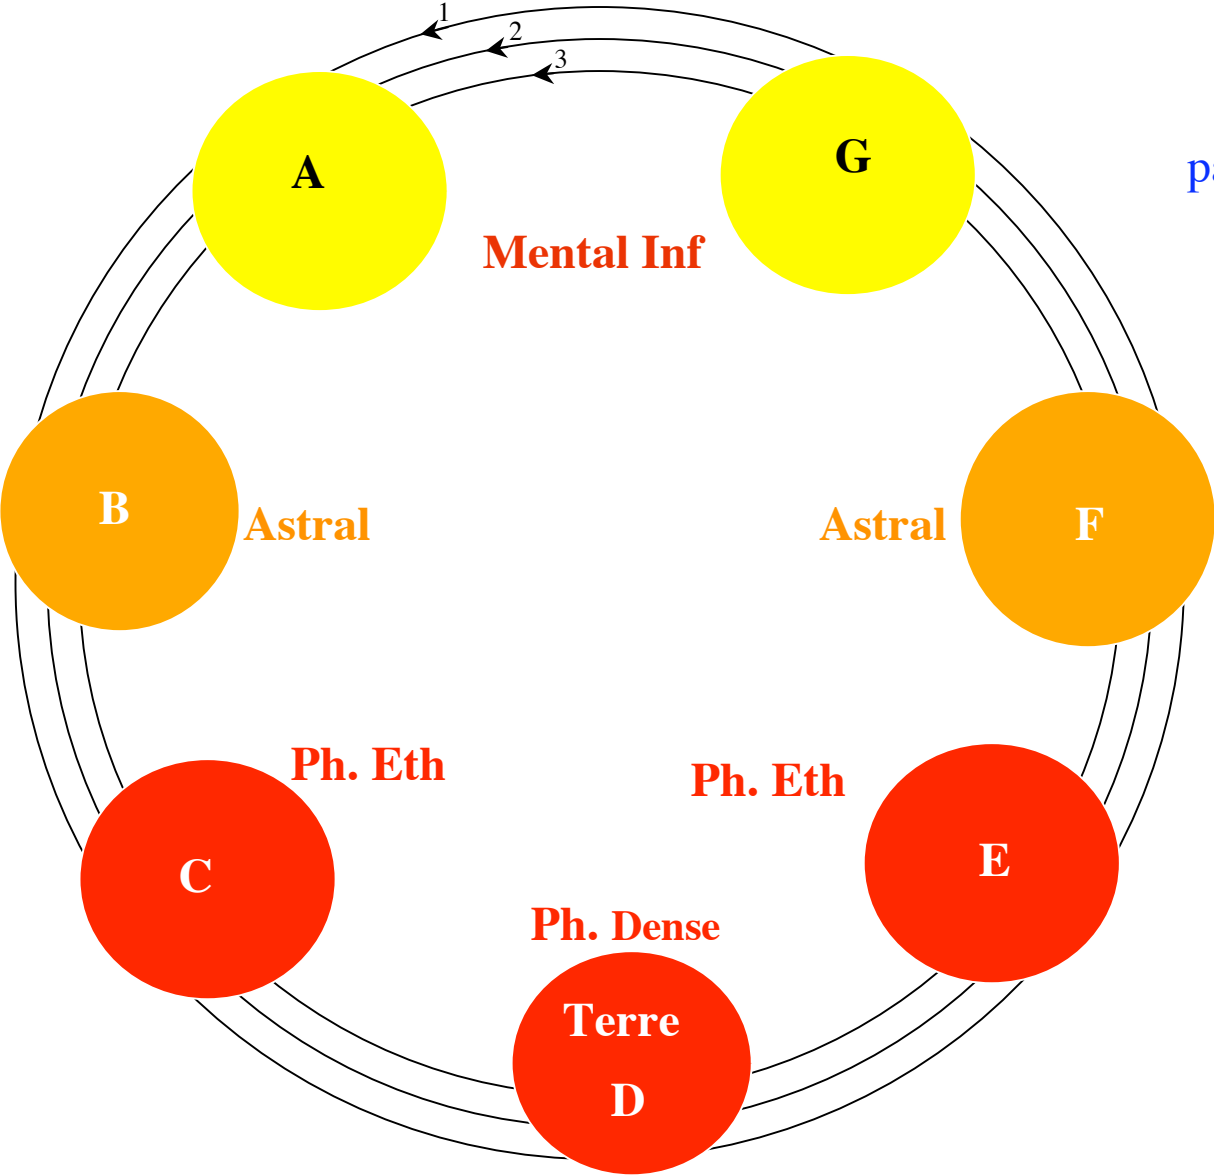 1
2
3
A
G
Mental Inf
B
Astral
Astral
F
Ph. Eth
Ph. Eth
C
E
Ph. Dense
Terre
D